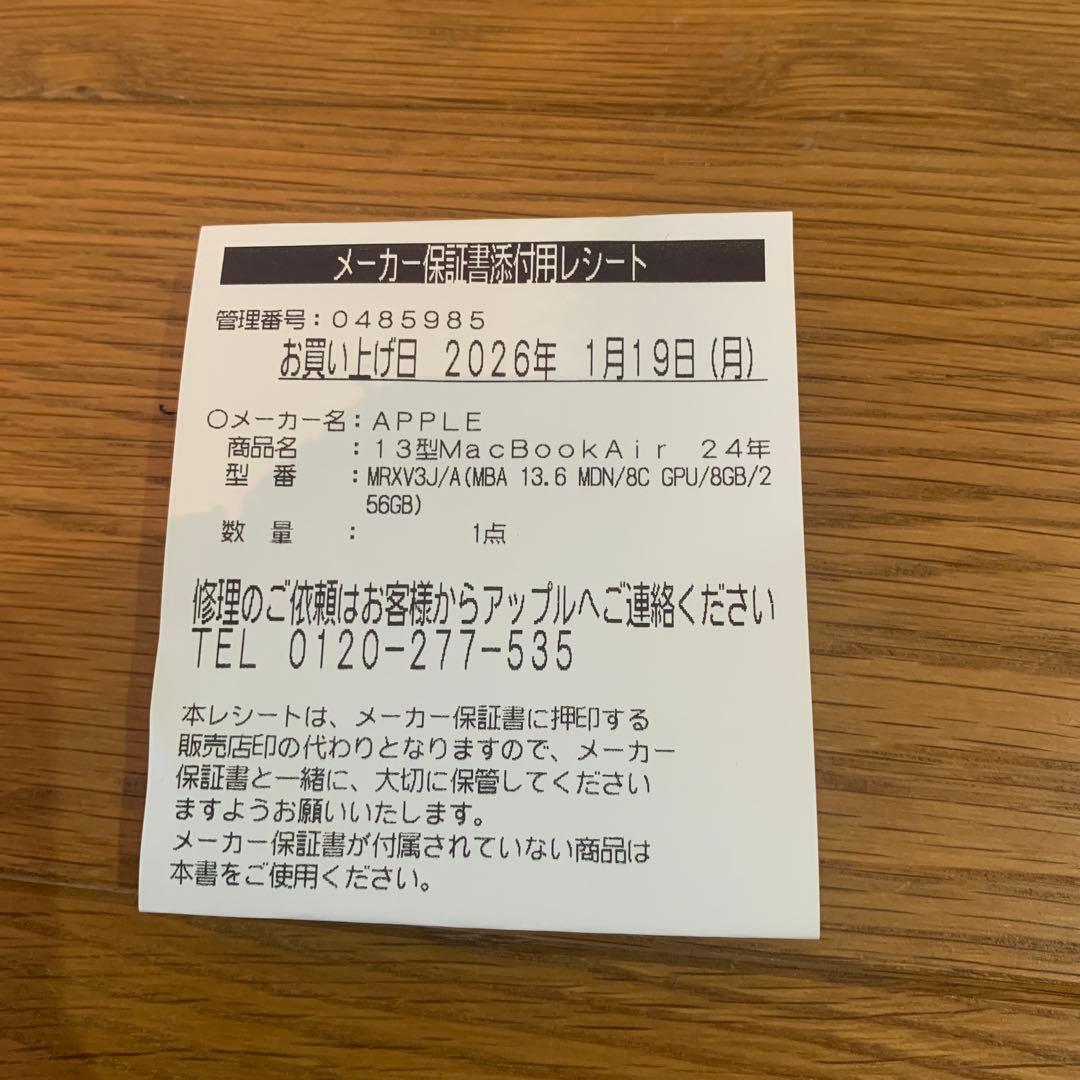 メーカー保証書添付用レシート
管理番号：0485985
お買い上げ日 2026年 1月19日(月)
○メーカー名：APPLE
商品名 ：13型MacBookAir 24年
型 番 ：MRXV3J/A(MBA 13.6 MDN/8C GPU/8GB/2
56GB)
数 量 ： 1点
修理のご依頼はお客様からアップルへご連絡ください
TEL 0120-277-535
本レシートは、メーカー保証書に押印する
販売店印の代わりとなりますので、メーカー
保証書と一緒に、大切に保管してください
ますようお願いいたします。
メーカー保証書が付属されていない商品は
本書をご使用ください。